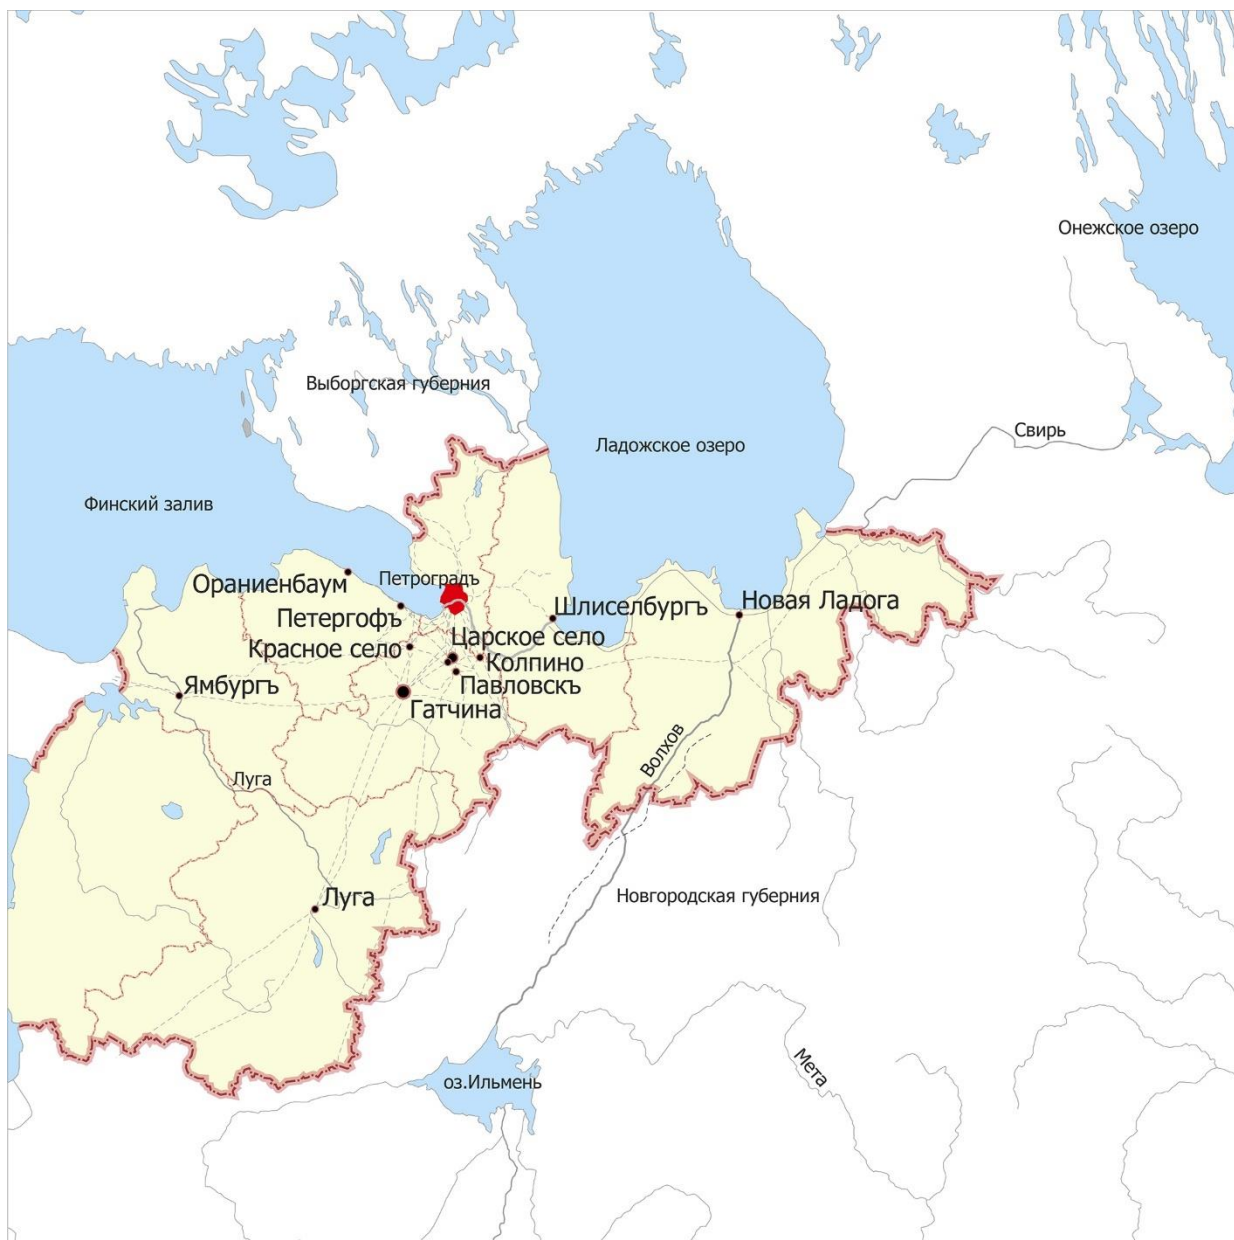 Онежское озеро
Выборгская губерния
Свирь
Ладожское озеро
Финский залив
Ораниенбаум
Петроградъ
Петергофъ
Шлиселбургъ
Новая Ладога
Царское село
Красное село
Колпино
Павловскъ
Ямбургъ
Гатчина
Волхов
Луга
Луга
Новгородская губерния
Мета
оз.Ильмень